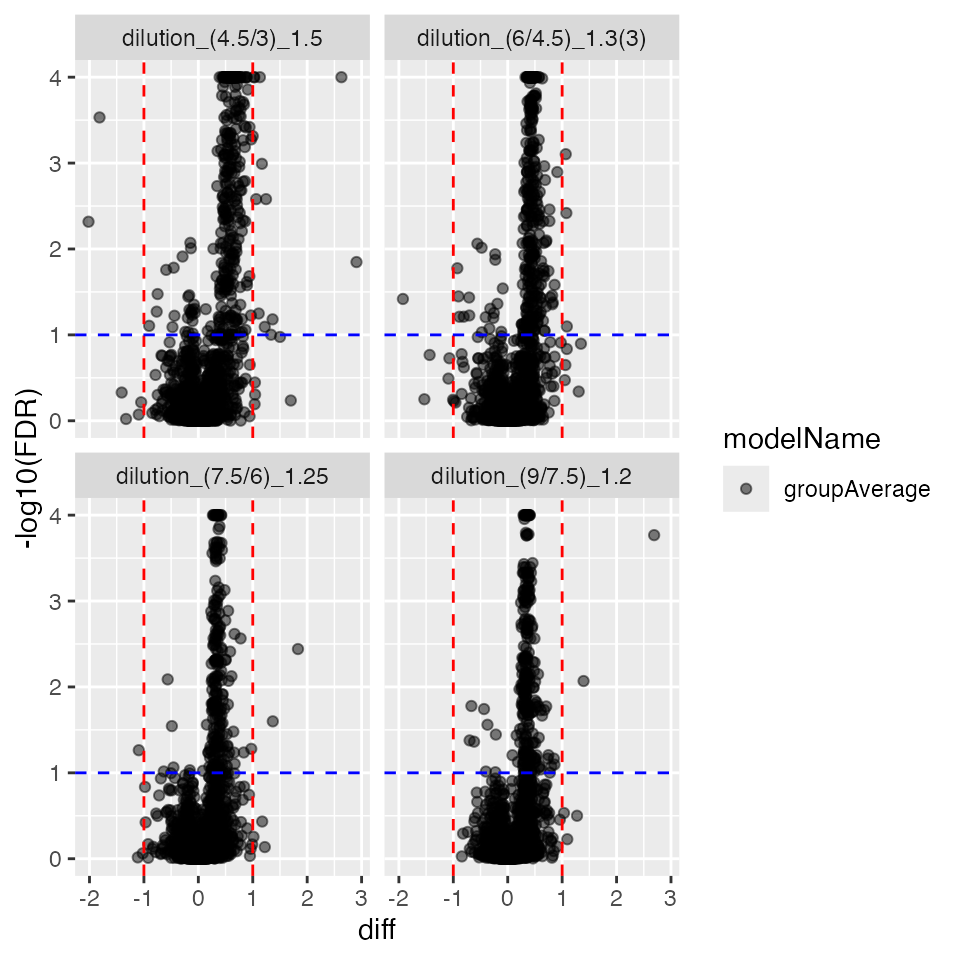 dilution_(4.5/3)_1.5
dilution_(6/4.5)_1.3(3)
4
3
2
1
0
dilution_(7.5/6)_1.25
dilution_(9/7.5)_1.2
4
3
2
1
0
-2 -1 0 1 2 3
-2 -1 0 1 2 3
diff
-log10(FDR)
modelName
groupAverage